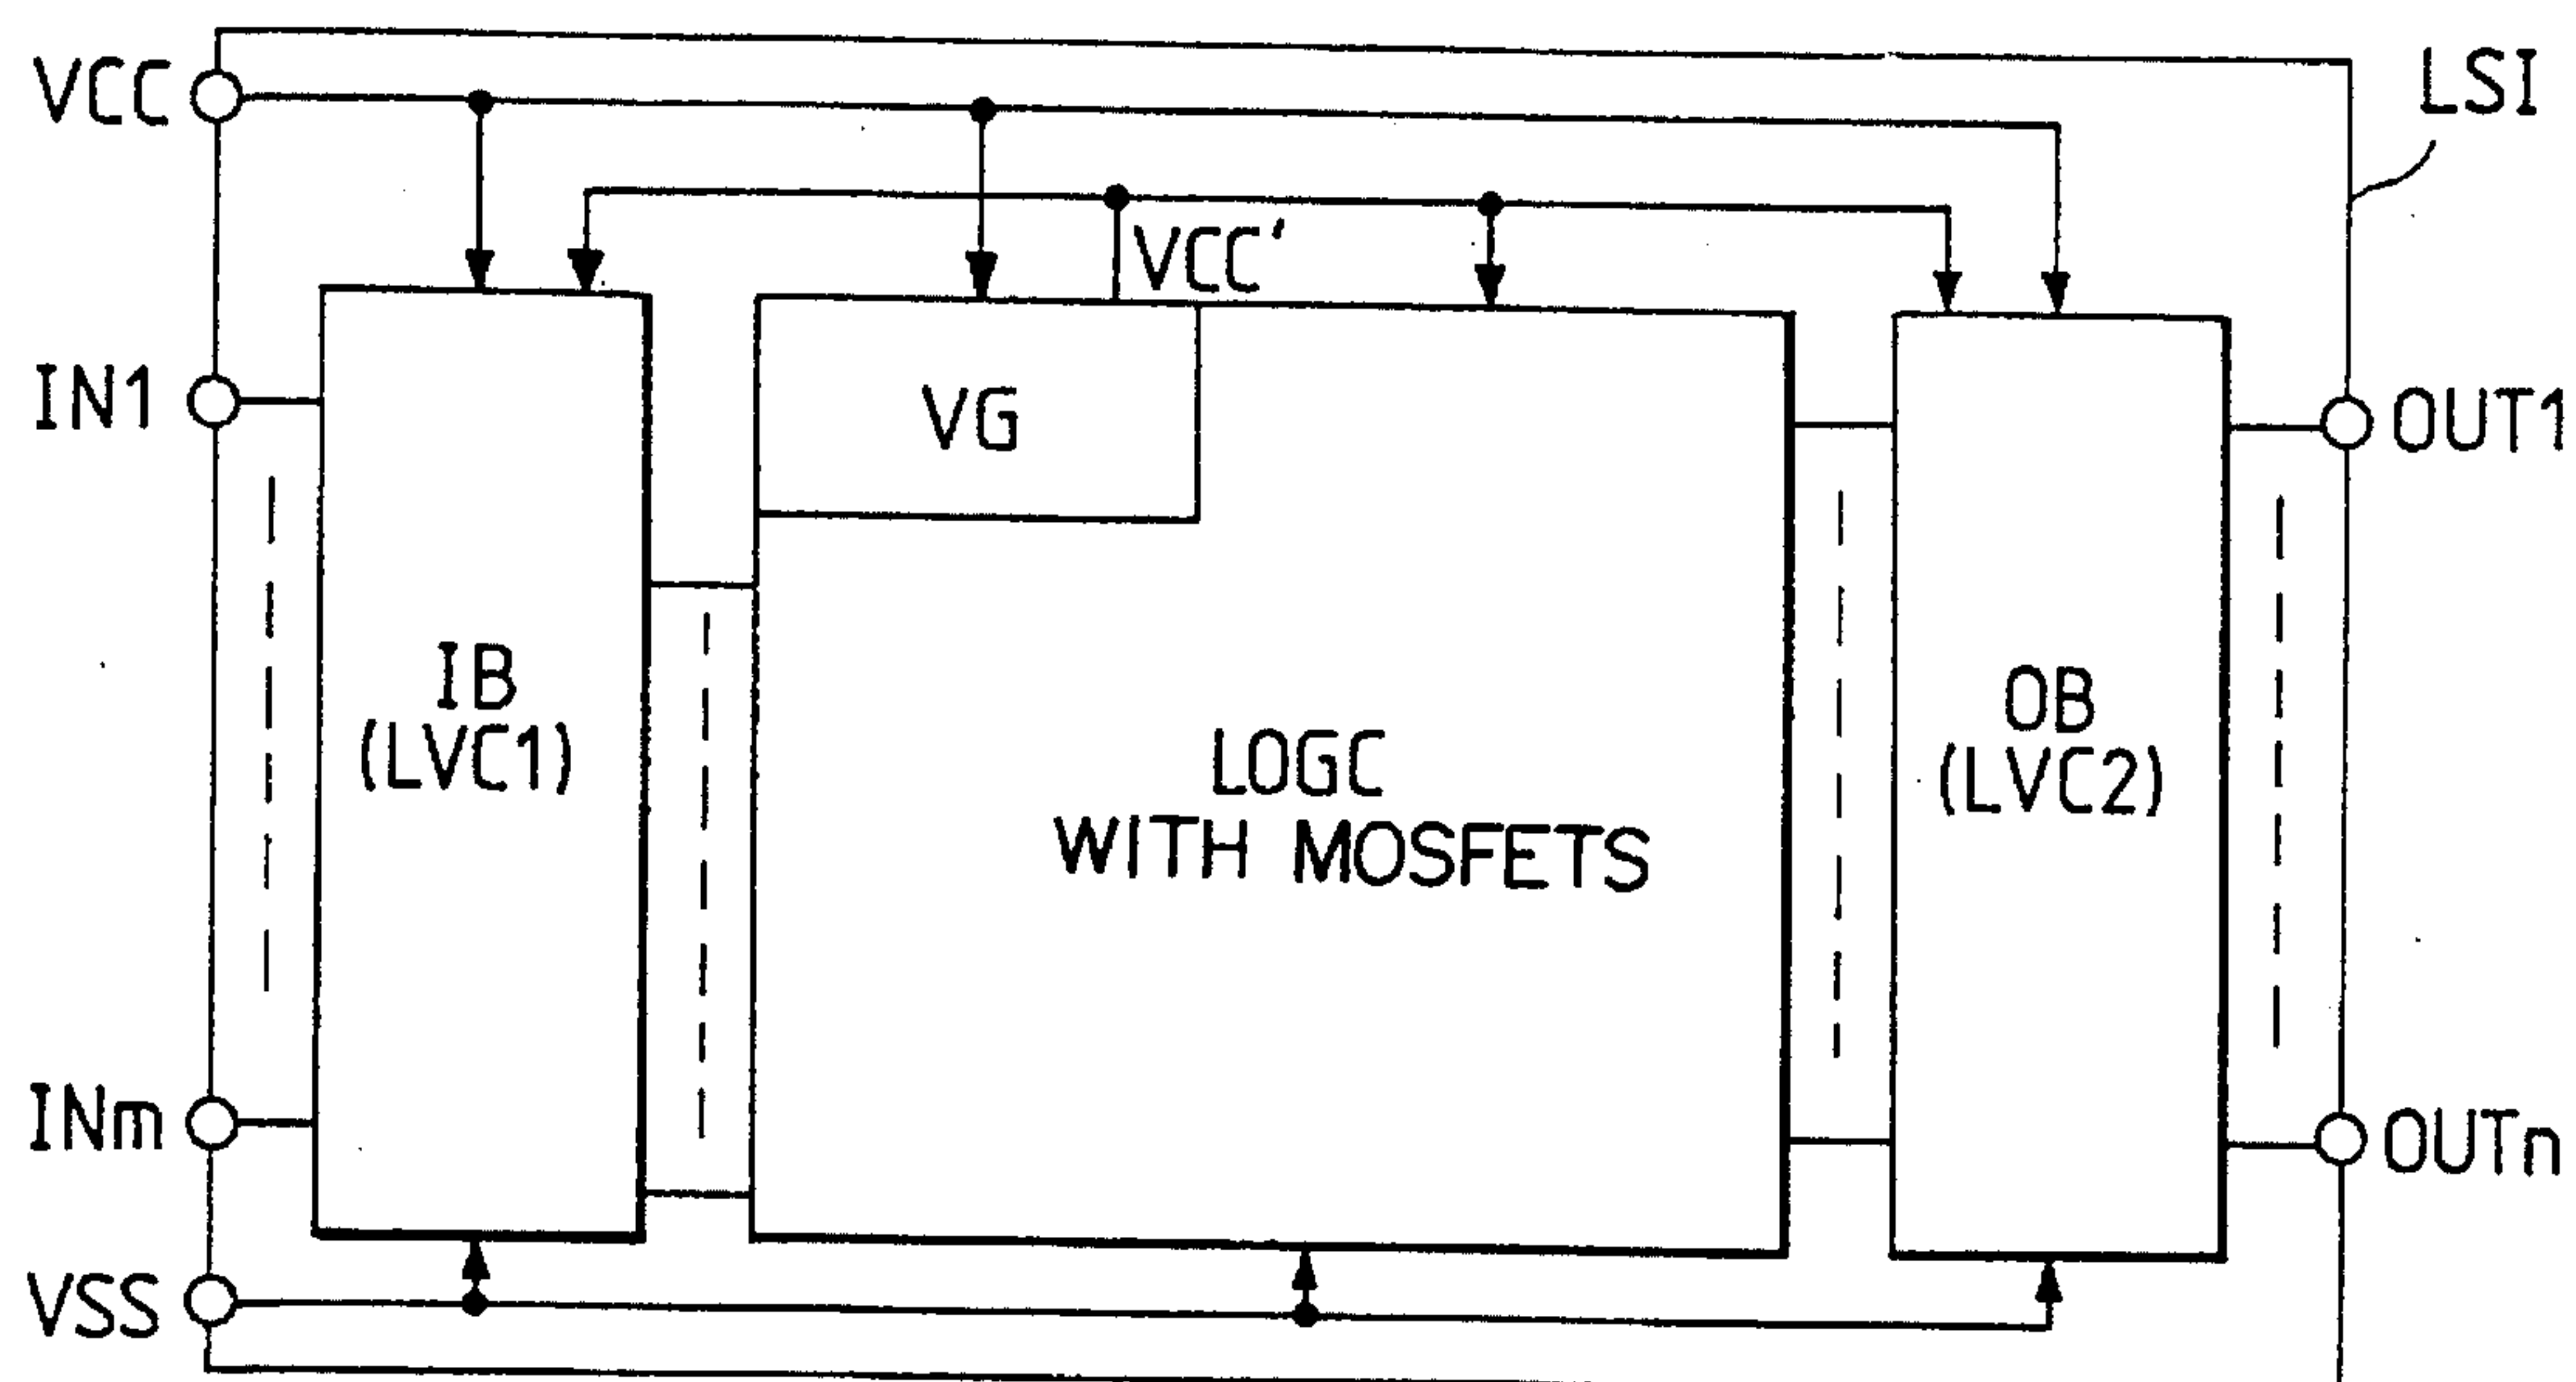 VCC
LSI
VCC'
IN1
VG
OUT1
IB
(LVC1)
LOGC
WITH MOSFETS
OB
(LVC2)
INm
OUTn
VSS